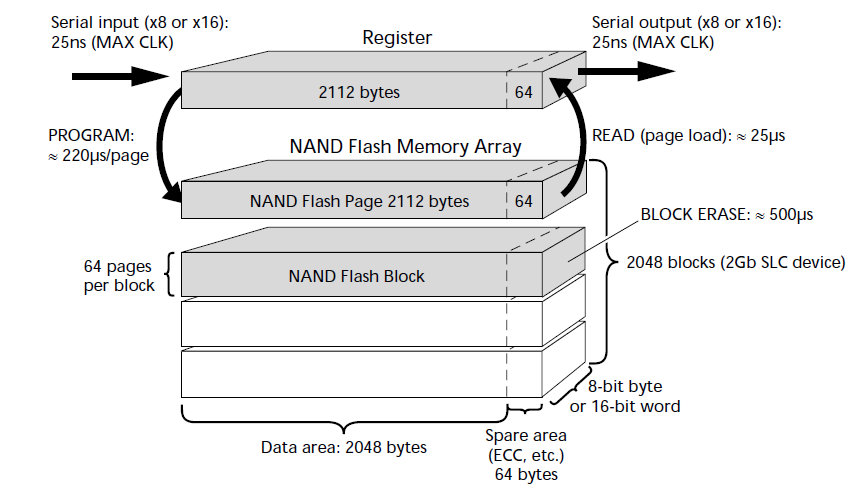 Serial input (x8 or x16):
25ns (MAX CLK)
Serial output (x8 or x16):
25ns (MAX CLK)
Register
2112 bytes
64
PROGRAM:
≈ 220µs/page
READ (page load): ≈ 25µs
NAND Flash Memory Array
NAND Flash Page 2112 bytes
64
BLOCK ERASE: ≈ 500µs
64 pages
per block
NAND Flash Block
2048 blocks (2Gb SLC device)
8-bit byte
or 16-bit word
Data area: 2048 bytes
Spare area
(ECC, etc.)
64 bytes